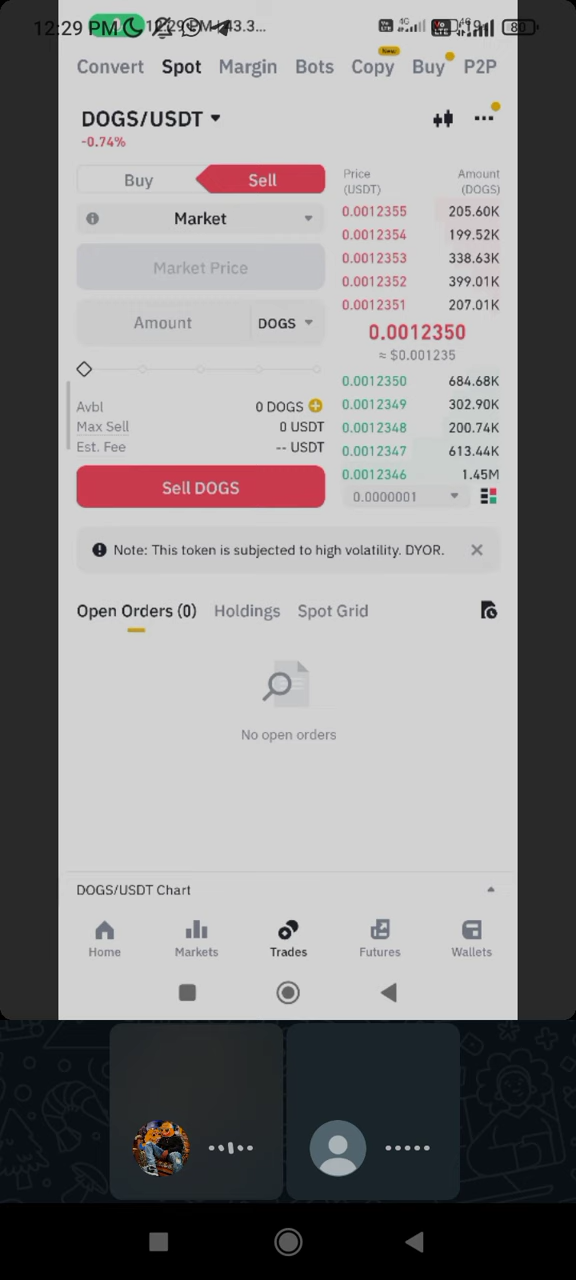 12:29 PM
80
Convert Spot Margin Bots Copy Buy P2P
New
DOGS/USDT
-0.74%
Buy Sell
Market
Market Price
Amount DOGS
Avbl 0 DOGS
Max Sell 0 USDT
Est. Fee -- USDT
Sell DOGS
Price Amount
(USDT) (DOGS)
0.0012355 205.60K
0.0012354 199.52K
0.0012353 338.63K
0.0012352 399.01K
0.0012351 207.01K
0.0012350
≈ $0.001235
0.0012350 684.68K
0.0012349 302.90K
0.0012348 200.74K
0.0012347 613.44K
0.0012346 1.45M
0.0000001
Note: This token is subjected to high volatility. DYOR.
Open Orders (0) Holdings Spot Grid
No open orders
DOGS/USDT Chart
Home Markets Trades Futures Wallets